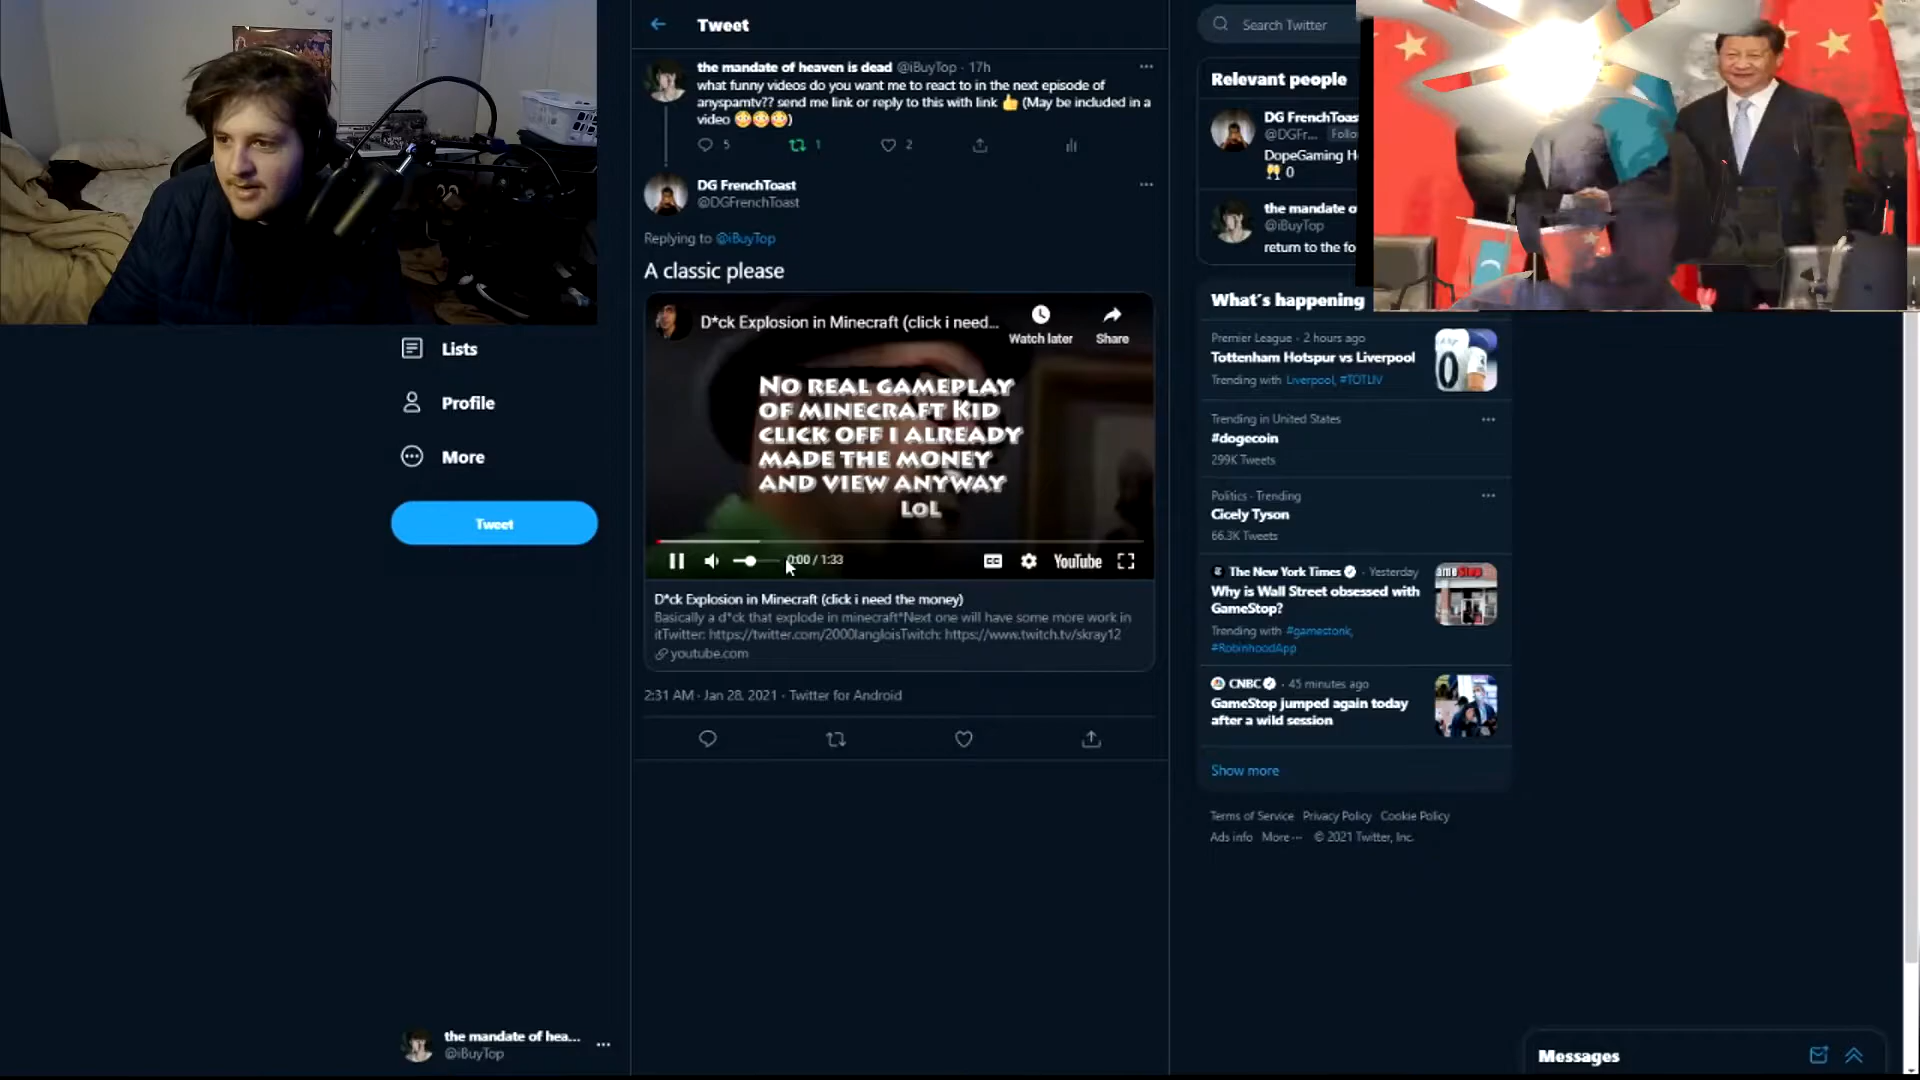 Tweet
the mandate of heaven is dead @iBuyTop · 17h
what funny videos do you want me to react to in the next episode of
anyspamtv?? send me link or reply to this with link 👍 (May be included in a
video 😳😳😳)
5
1
2
DG FrenchToast
@DGFrenchToast
Replying to @iBuyTop
A classic please
D*ck Explosion in Minecraft (click i need...
Watch later
Share
NO REAL GAMEPLAY
OF MINECRAFT KID
CLICK OFF I ALREADY
MADE THE MONEY
AND VIEW ANYWAY
LOL
0:00 / 1:33
CC
YouTube
D*ck Explosion in Minecraft (click i need the money)
Basically a d*ck that explode in minecraft*Next one will have some more work in
itTwitter: https://twitter.com/2000langloisTwitch: https://www.twitch.tv/skray12
youtube.com
2:31 AM · Jan 28, 2021 · Twitter for Android
Lists
Profile
More
Tweet
the mandate of hea...
@iBuyTop
Search Twitter
Relevant people
DG FrenchToas
@DGFr... Follo
DopeGaming H
🥂 0
the mandate o
@iBuyTop
return to the fo
What's happening
Premier League · 2 hours ago
Tottenham Hotspur vs Liverpool
Trending with Liverpool, #TOTLIV
Trending in United States
#dogecoin
299K Tweets
Politics · Trending
Cicely Tyson
66.3K Tweets
The New York Times · Yesterday
Why is Wall Street obsessed with
GameStop?
Trending with #gamestonk,
#RobinhoodApp
CNBC · 45 minutes ago
GameStop jumped again today
after a wild session
Show more
Terms of Service Privacy Policy Cookie Policy
Ads info More ··· © 2021 Twitter, Inc.
Messages